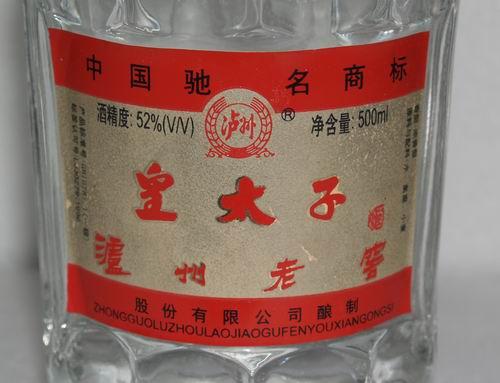 中国驰名商标
酒精度: 52%(V/V)
泸州
®
净含量: 500ml
皇太子
酒
泸州老窖
股份有限公司酿制
ZHONGGUOLUZHOULAOJIAOGUFENYOUXIANGONGSI